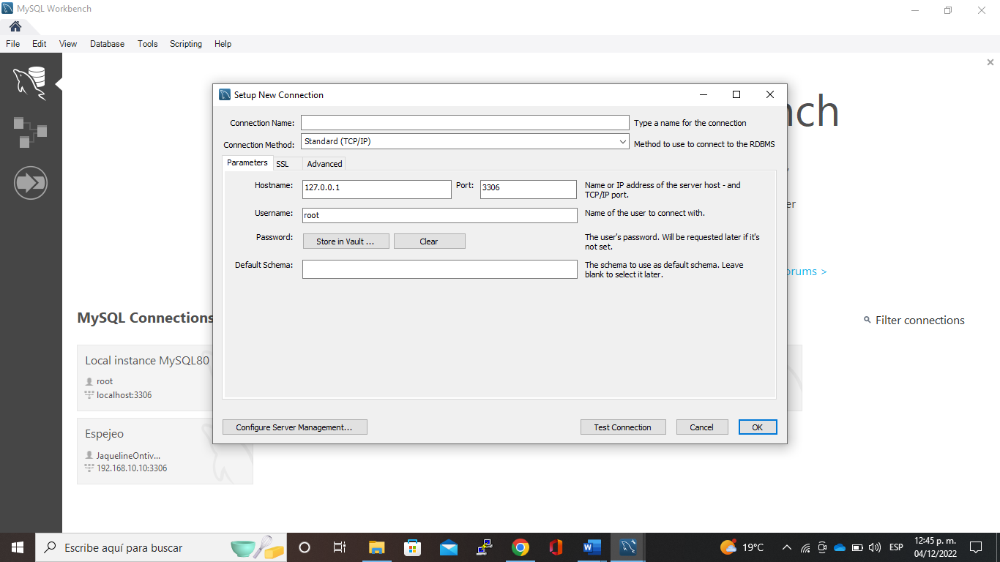 MySQL Workbench
File Edit View Database Tools Scripting Help
nch
Setup New Connection
Connection Name: Type a name for the connection
Connection Method: Standard (TCP/IP) Method to use to connect to the RDBMS
Parameters SSL Advanced
Hostname: 127.0.0.1 Port: 3306 Name or IP address of the server host - and
TCP/IP port.
er
Username: root Name of the user to connect with.
Password: Store in Vault ... Clear The user's password. Will be requested later if it's
not set.
Default Schema: The schema to use as default schema. Leave
blank to select it later.
orums >
MySQL Connections
Filter connections
Local instance MySQL80
root
localhost:3306
Configure Server Management... Test Connection Cancel OK
Espejeo
JaquelineOntiv...
192.168.10.10:3306
Escribe aquí para buscar
19°C
ESP
12:45 p. m.
04/12/2022